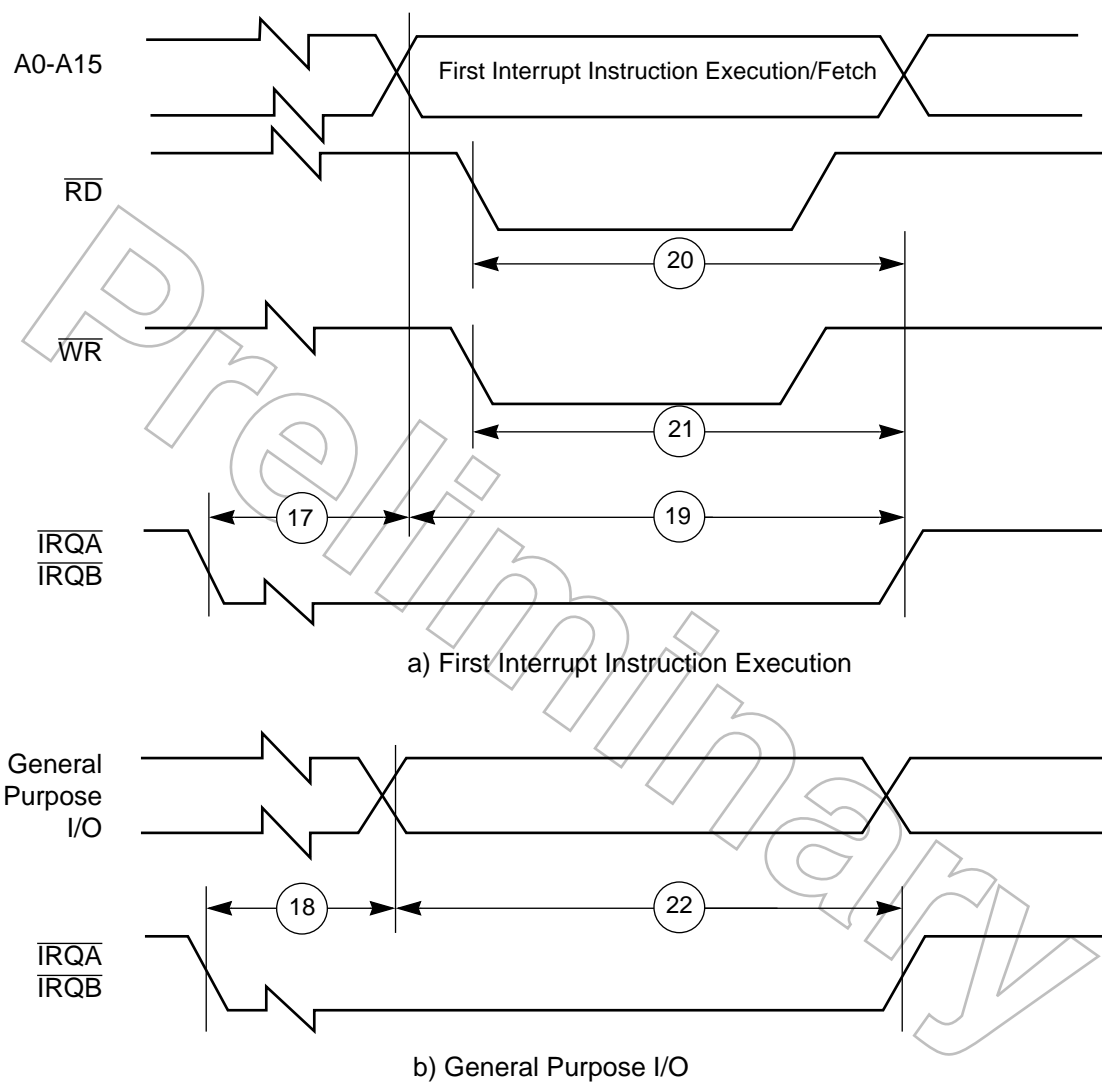 A0-A15
First Interrupt Instruction Execution/Fetch
RD
20
WR
21
17
19
IRQA
IRQB
a) First Interrupt Instruction Execution
General
Purpose
I/O
18
22
IRQA
IRQB
b) General Purpose I/O
Preliminary